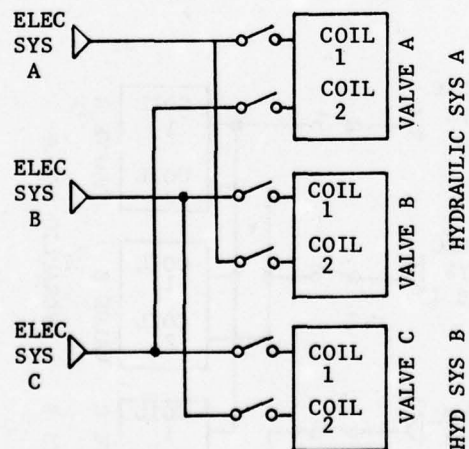 ELEC
SYS
A
COIL
1
COIL
2
VALVE A
ELEC
SYS
B
COIL
1
COIL
2
VALVE B
HYDRAULIC SYS A
ELEC
SYS
C
COIL
1
COIL
2
VALVE C
HYD SYS B